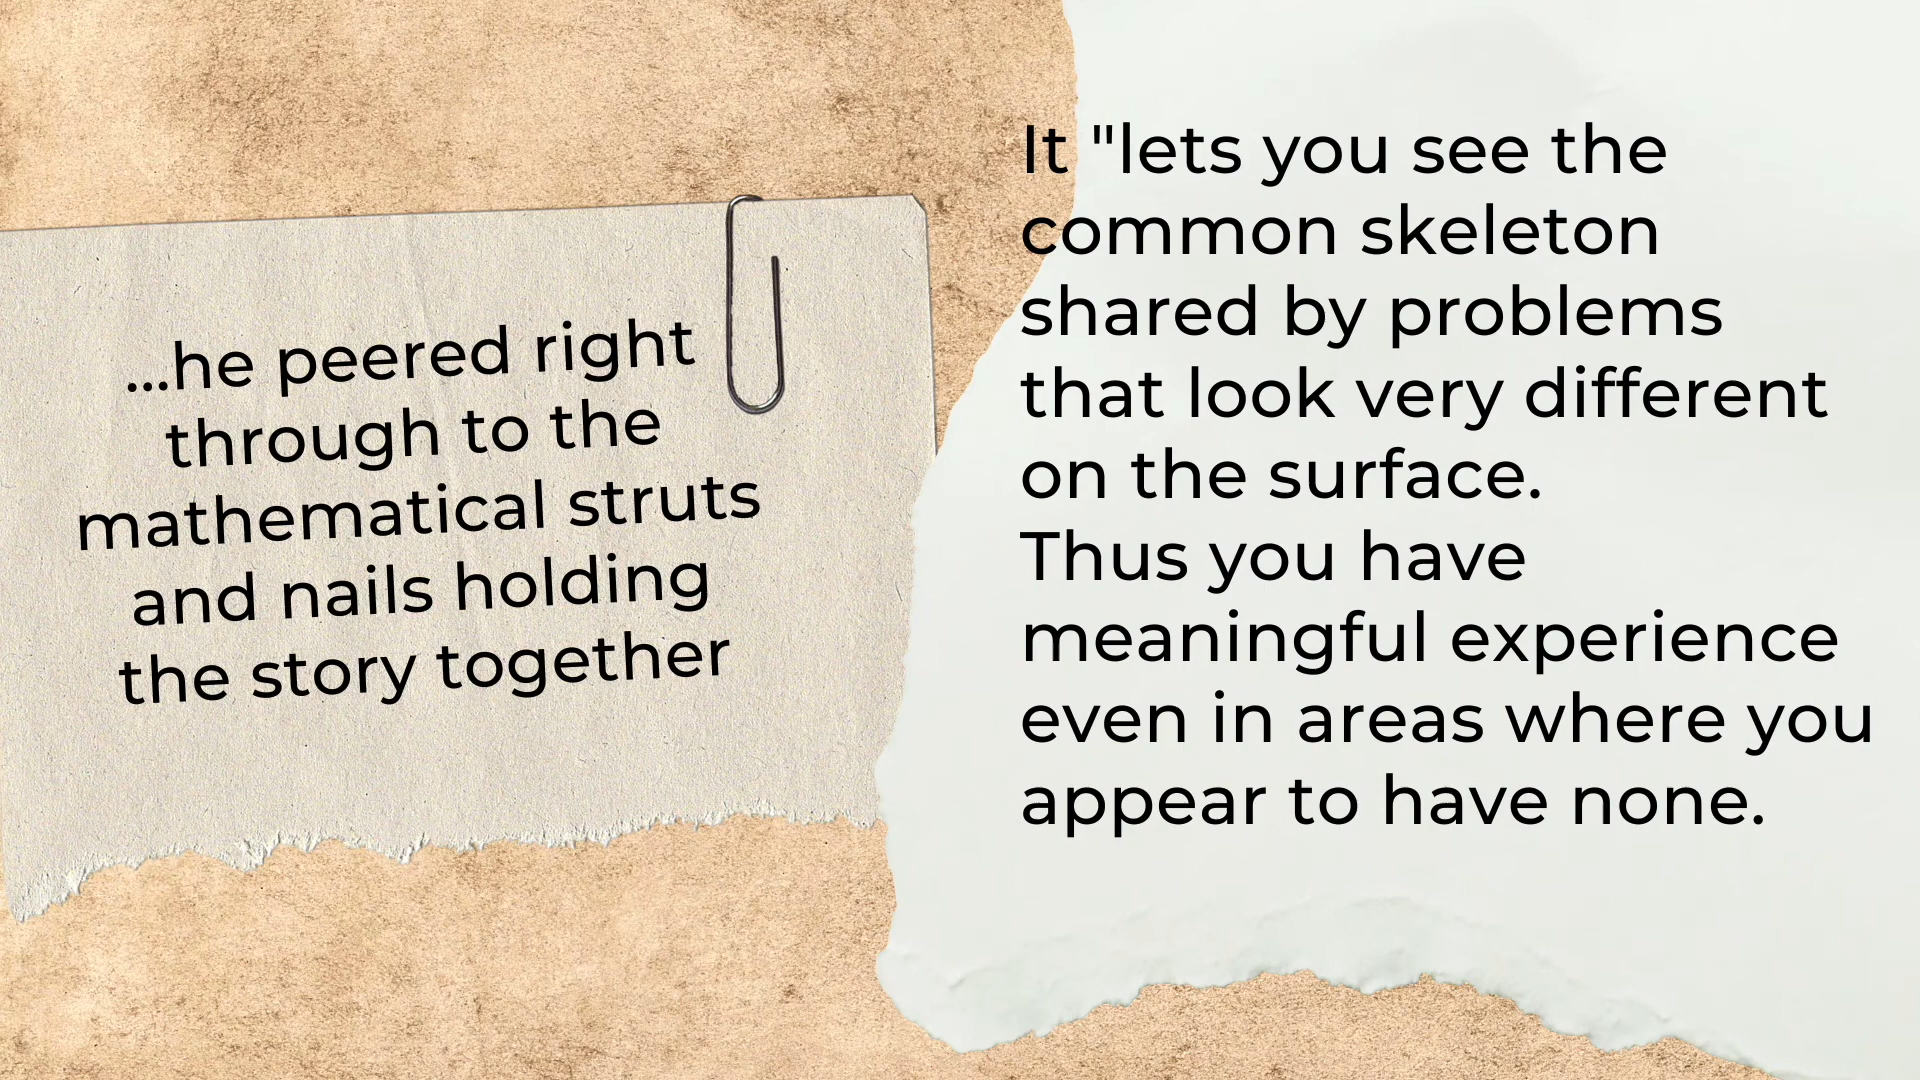 ...he peered right
through to the
mathematical struts
and nails holding
the story together
It "lets you see the
common skeleton
shared by problems
that look very different
on the surface.
Thus you have
meaningful experience
even in areas where you
appear to have none.